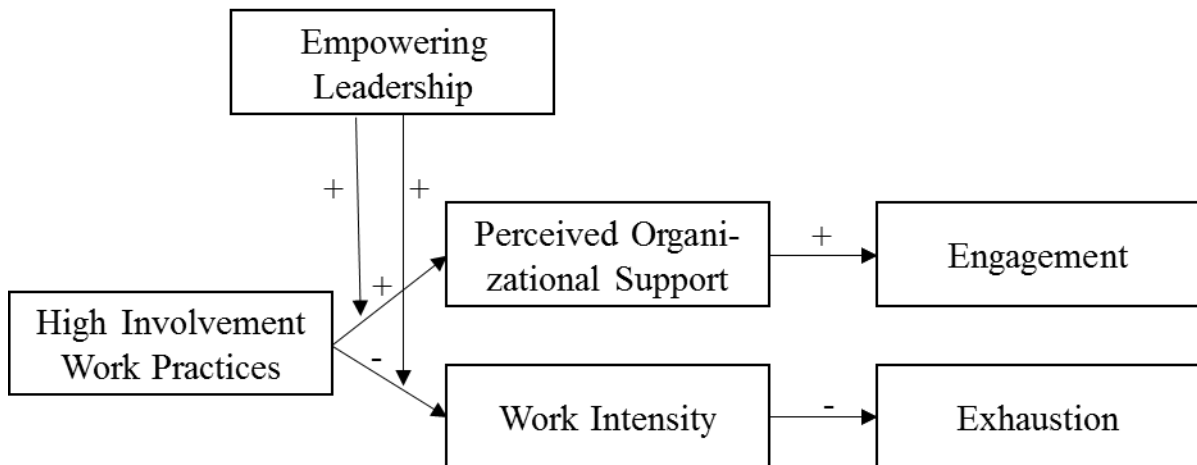 Empowering
Leadership
+
+
Perceived Organi-
zational Support
+
Engagement
+
High Involvement
Work Practices
-
Work Intensity
-
Exhaustion